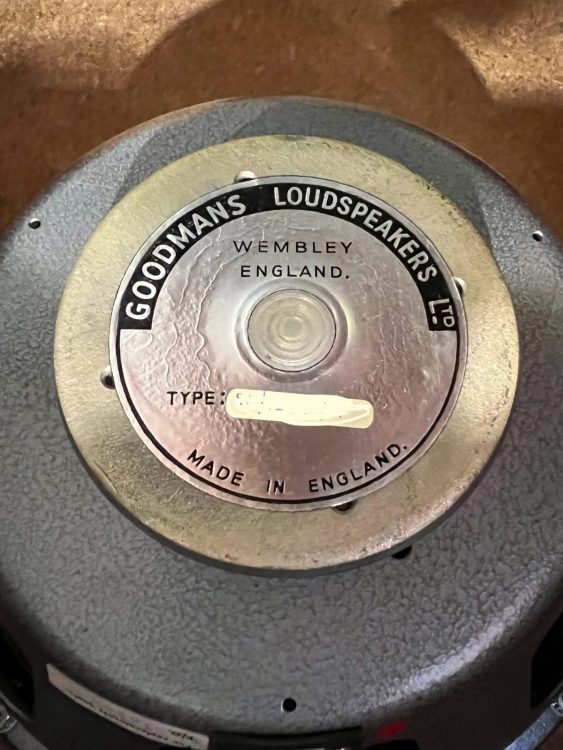 GOODMANS LOUDSPEAKERS LTD.
WEMBLEY
ENGLAND.
TYPE:
MADE IN ENGLAND.